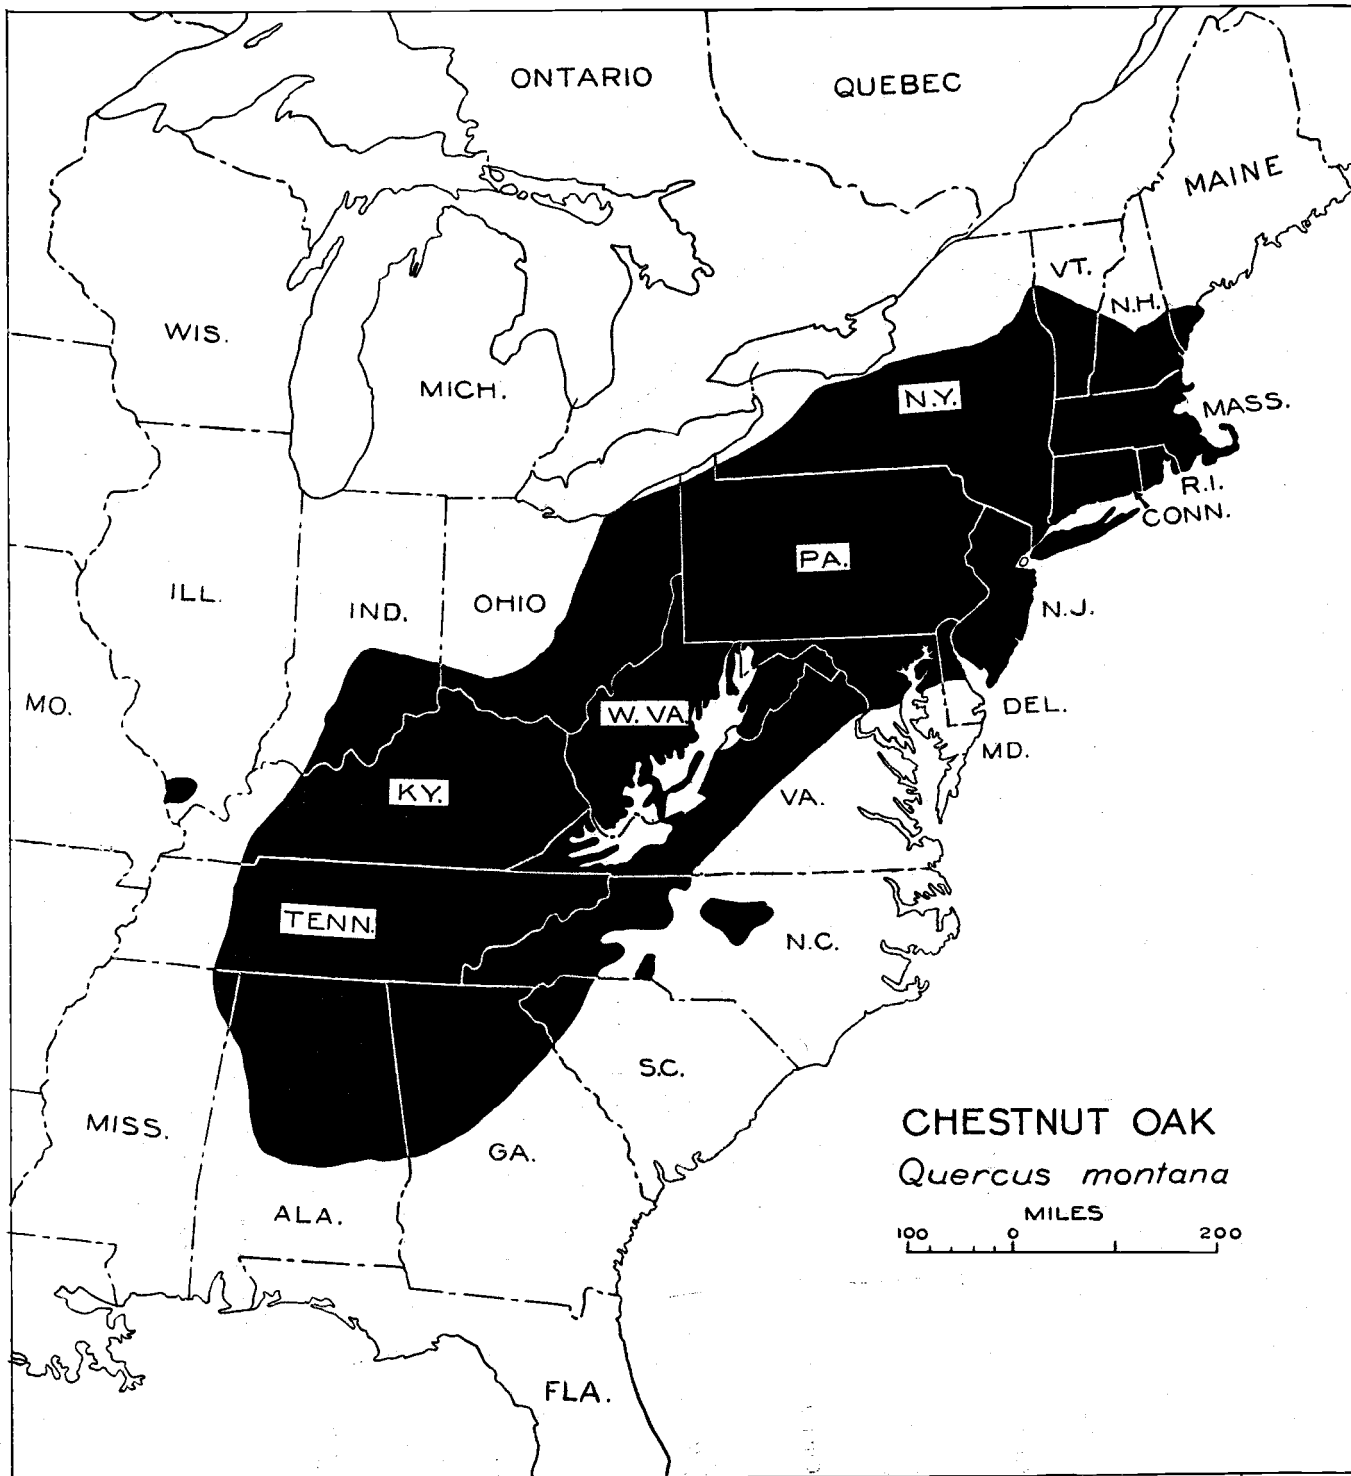 ONTARIO
QUEBEC
MAINE
VT.
N.H.
WIS.
MICH.
N.Y.
MASS.
R.I.
CONN.
PA.
ILL.
IND.
OHIO
N.J.
MO.
W. VA.
DEL.
MD.
KY.
VA.
TENN.
N.C.
S.C.
MISS.
GA.
ALA.
FLA.
CHESTNUT OAK
Quercus montana
MILES
100 0 200